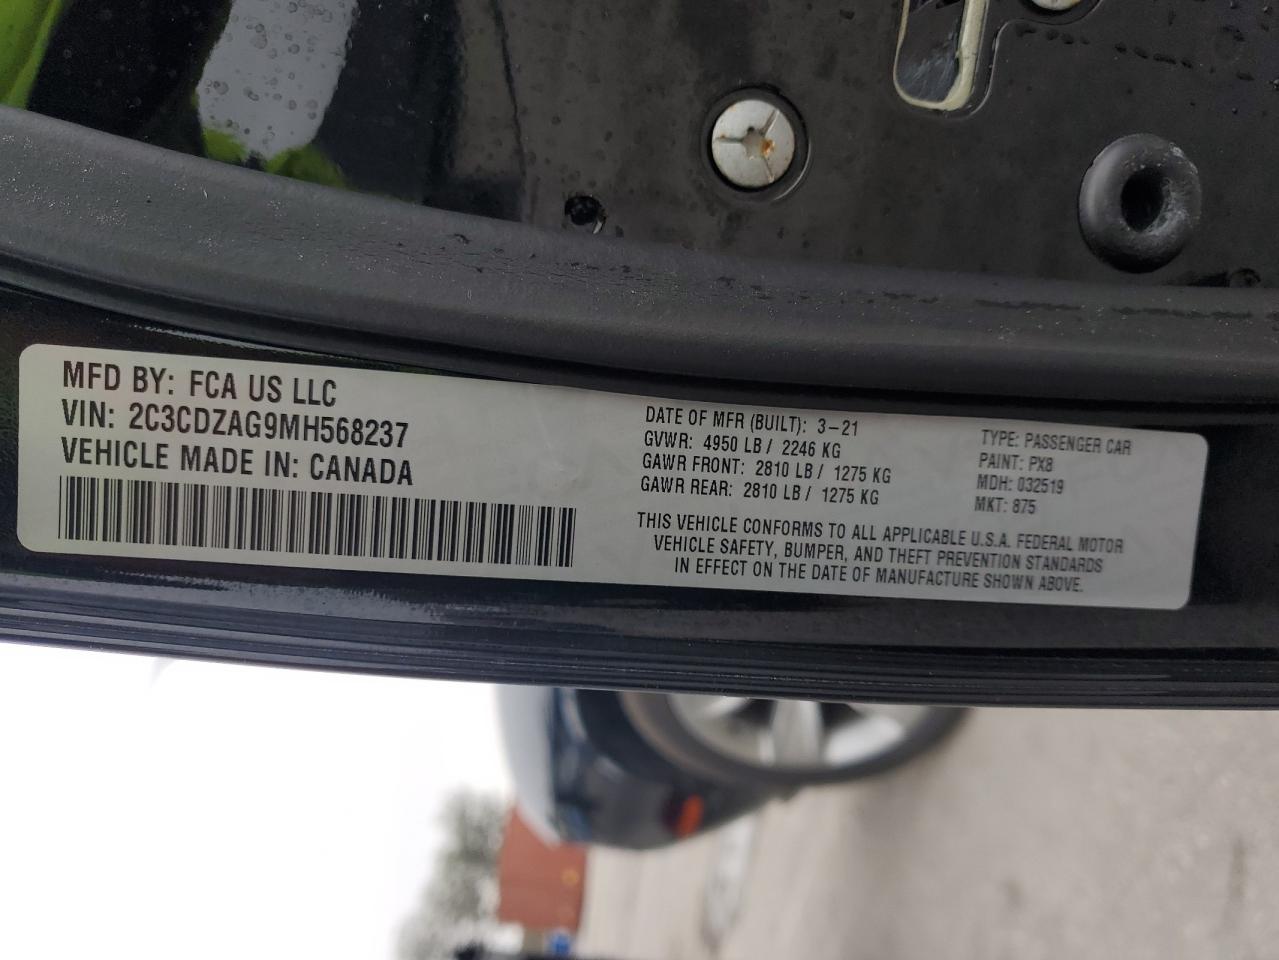 MFD BY: FCA US LLC
VIN: 2C3CDZAG9MH568237
VEHICLE MADE IN: CANADA
DATE OF MFR (BUILT): 3-21
GVWR: 4950 LB / 2246 KG
GAWR FRONT: 2810 LB / 1275 KG
GAWR REAR: 2810 LB / 1275 KG
TYPE: PASSENGER CAR
PAINT: PX8
MDH: 032519
MKT: 875
THIS VEHICLE CONFORMS TO ALL APPLICABLE U.S.A. FEDERAL MOTOR
VEHICLE SAFETY, BUMPER, AND THEFT PREVENTION STANDARDS
IN EFFECT ON THE DATE OF MANUFACTURE SHOWN ABOVE.